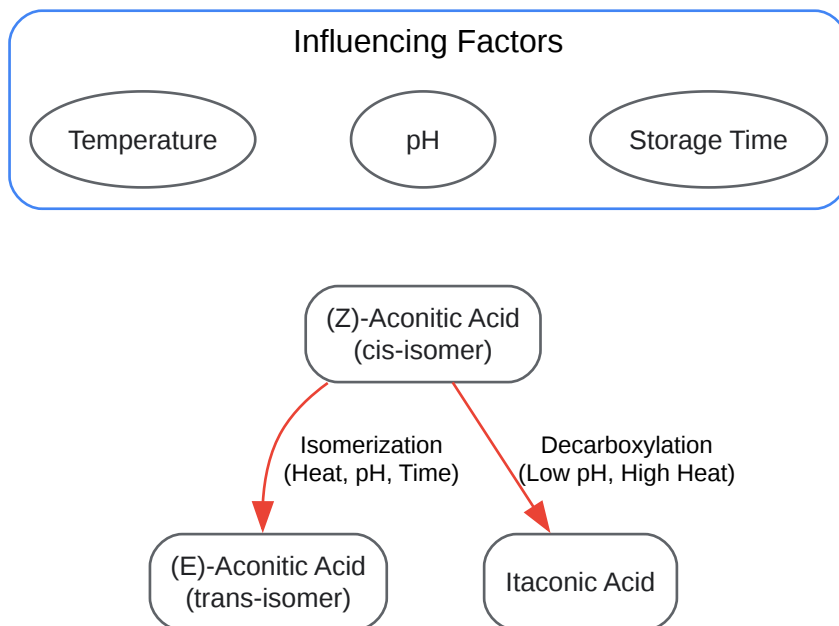 Influencing Factors
Temperature
pH
Storage Time
(Z)-Aconitic Acid
(cis-isomer)
Isomerization
(Heat, pH, Time)
Decarboxylation
(Low pH, High Heat)
(E)-Aconitic Acid
(trans-isomer)
Itaconic Acid